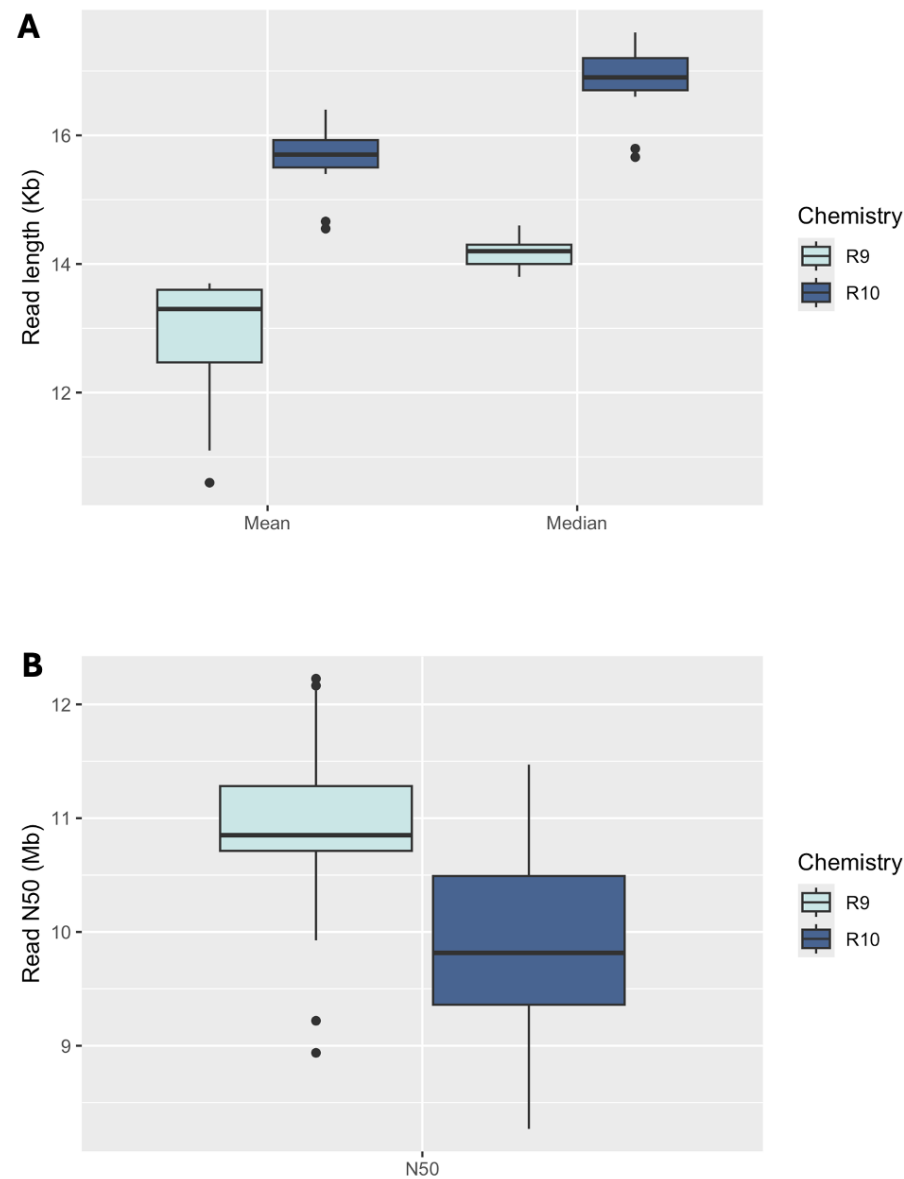 A
Read length (Kb)
16
14
12
Mean
Median
Chemistry
R9
R10
B
Read N50 (Mb)
12
11
10
9
N50
Chemistry
R9
R10